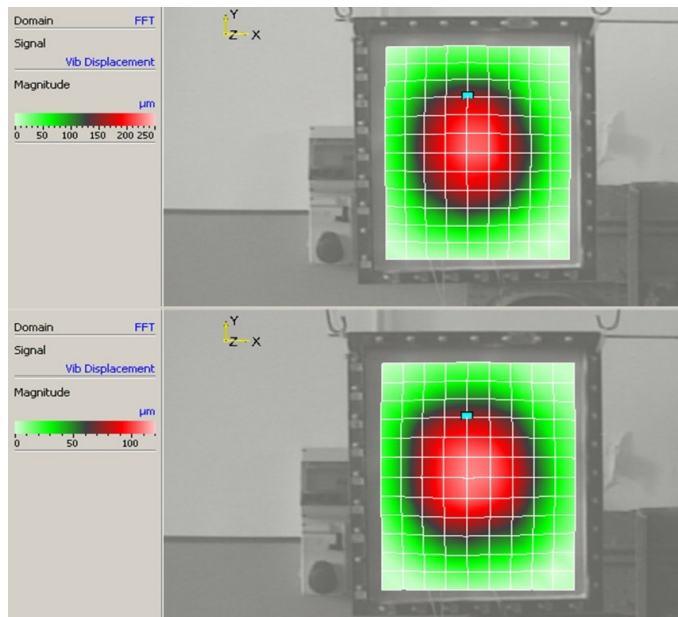 Domain FFT
Signal
Vib Displacement
Magnitude
µm
0 50 100 150 200 250
Y
Z X
Domain FFT
Signal
Vib Displacement
Magnitude
µm
0 50 100
Y
Z X